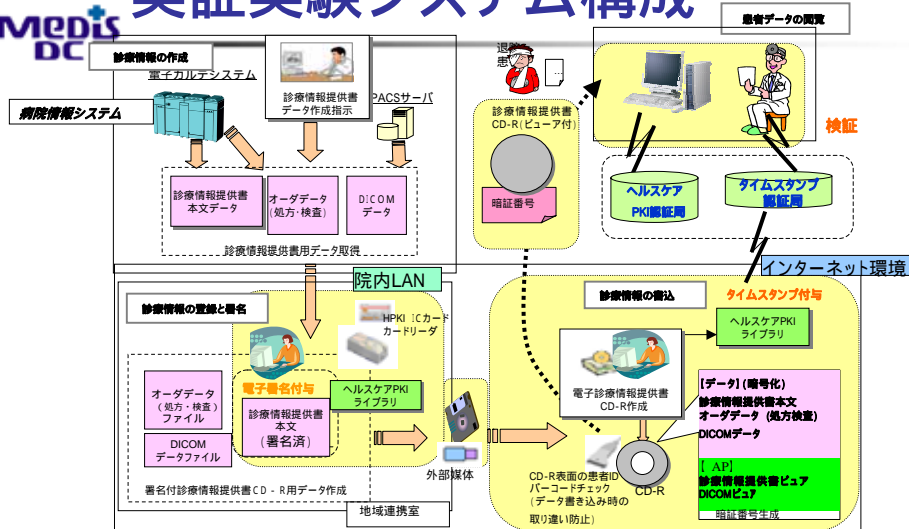 実証実験システム構成
MEDIS
DC
患者データの閲覧
診療情報の作成
電子カルテシステム
病院情報システム
診療情報提供書
データ作成指示
PACSサーバ
診療情報提供書
本文データ
オーダデータ
(処方・検査)
DICOM
データ
診療情報提供書用データ取得
退院
患
診療情報提供書
CD-R(ビューア付)
暗証番号
検証
ヘルスケア
PKI認証局
タイムスタンプ
認証局
インターネット環境
院内LAN
診療情報の登録と署名
HPKI ICカード
カードリーダ
電子署名付与
オーダデータ
(処方・検査)
ファイル
DICOM
データファイル
診療情報提供書
本文
(署名済)
ヘルスケアPKI
ライブラリ
署名付診療情報提供書CD-R用データ作成
地域連携室
外部媒体
診療情報の書込
タイムスタンプ付与
ヘルスケアPKI
ライブラリ
電子診療情報提供書
CD-R作成
【データ】(暗号化)
診療情報提供書本文
オーダデータ (処方検査)
DICOMデータ
【 AP】
診療情報提供書ビュア
DICOMビュア
暗証番号生成
CD-R表面の患者ID
バーコードチェック
(データ書き込み時の
取り違い防止)
CD-R